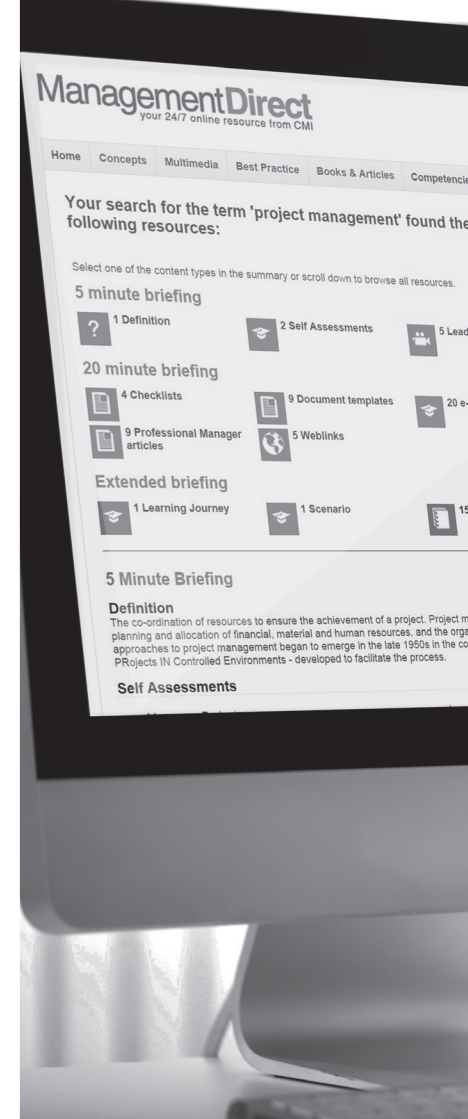 ManagementDirect
your 24/7 online resource from CMI
Home Concepts Multimedia Best Practice Books & Articles
Your search for the term 'project management' found the
following resources:
Select one of the content types in the summary or scroll down to browse all resources.
5 minute briefing
? 1 Definition 2 Self Assessments 5
20 minute briefing
4 Checklists 9 Document templates 20
9 Professional Manager 5 Weblinks
articles
Extended briefing
1 Learning Journey 1 Scenario 15
5 Minute Briefing
Definition
The co-ordination of resources to ensure the achievement of a project. Project
planning and allocation of financial, material and human resources, and the
approaches to project management began to emerge in the late 1950s in the
PRojects IN Controlled Environments - developed to facilitate the process.
Self Assessments